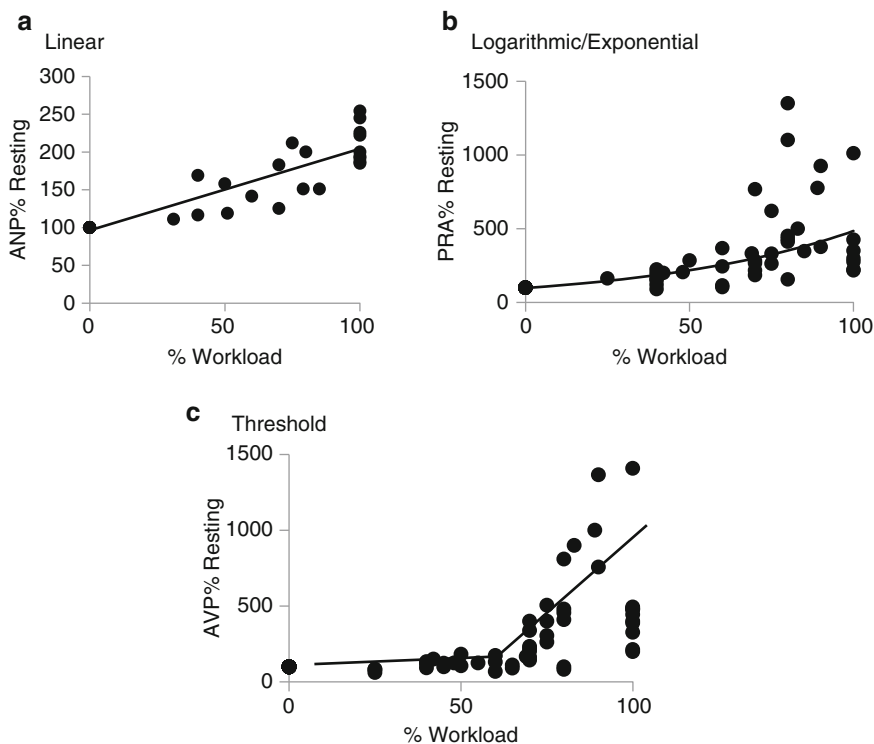 a
Linear
300
250
200
150
100
50
0
ANP% Resting
0 50 100
% Workload
b
Logarithmic/Exponential
1500
1000
500
0
PRA% Resting
0 50 100
% Workload
c
Threshold
1500
1000
500
0
AVP% Resting
0 50 100
% Workload